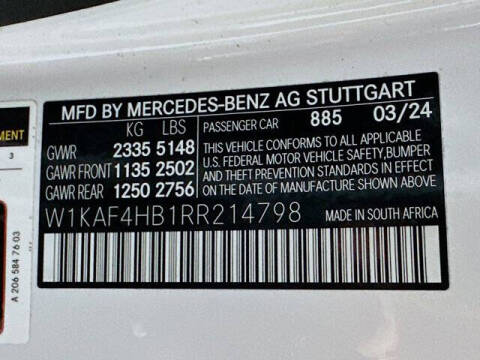 MFD BY MERCEDES-BENZ AG STUTTGART
KG LBS
GVWR 2335 5148
GAWR FRONT 1135 2502
GAWR REAR 1250 2756
PASSENGER CAR 885 03/24
THIS VEHICLE CONFORMS TO ALL APPLICABLE
U.S. FEDERAL MOTOR VEHICLE SAFETY, BUMPER
AND THEFT PREVENTION STANDARDS IN EFFECT
ON THE DATE OF MANUFACTURE SHOWN ABOVE.
W1KAF4HB1RR214798
MADE IN SOUTH AFRICA
MENT
3
A 206 584 76 03